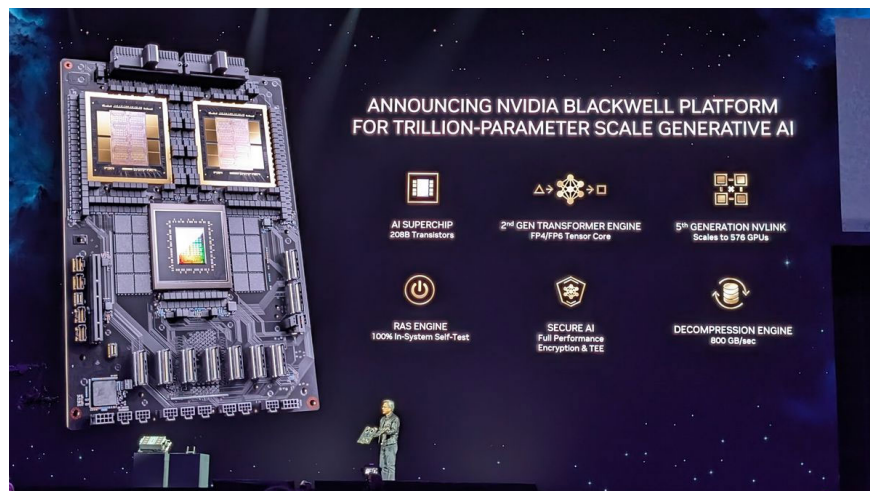 ANNOUNCING NVIDIA BLACKWELL PLATFORM
FOR TRILLION-PARAMETER SCALE GENERATIVE AI
AI SUPERCHIP
208B Transistors
2nd GEN TRANSFORMER ENGINE
FP4/FP6 Tensor Core
5th GENERATION NVLINK
Scales to 576 GPUs
RAS ENGINE
100% In-System Self-Test
SECURE AI
Full Performance
Encryption & TEE
DECOMPRESSION ENGINE
800 GB/sec